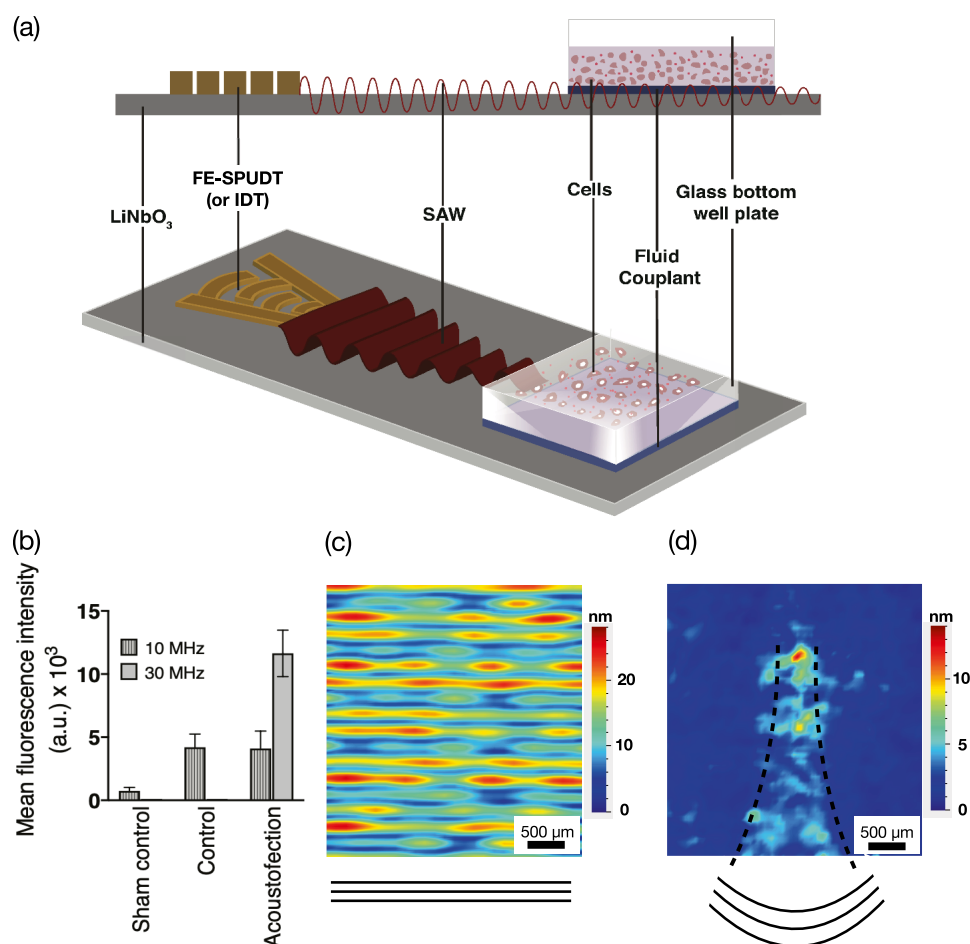 (a)
FE-SPUDT
(or IDT)
LiNbO₃
SAW
Cells
Glass bottom
well plate
Fluid
Couplant
(b)
Mean fluorescence intensity
(a.u.) x 10³
15
10
5
0
10 MHz
30 MHz
Sham control
Control
Acoustofection
(c)
nm
20
10
0
500 µm
(d)
nm
10
5
0
500 µm